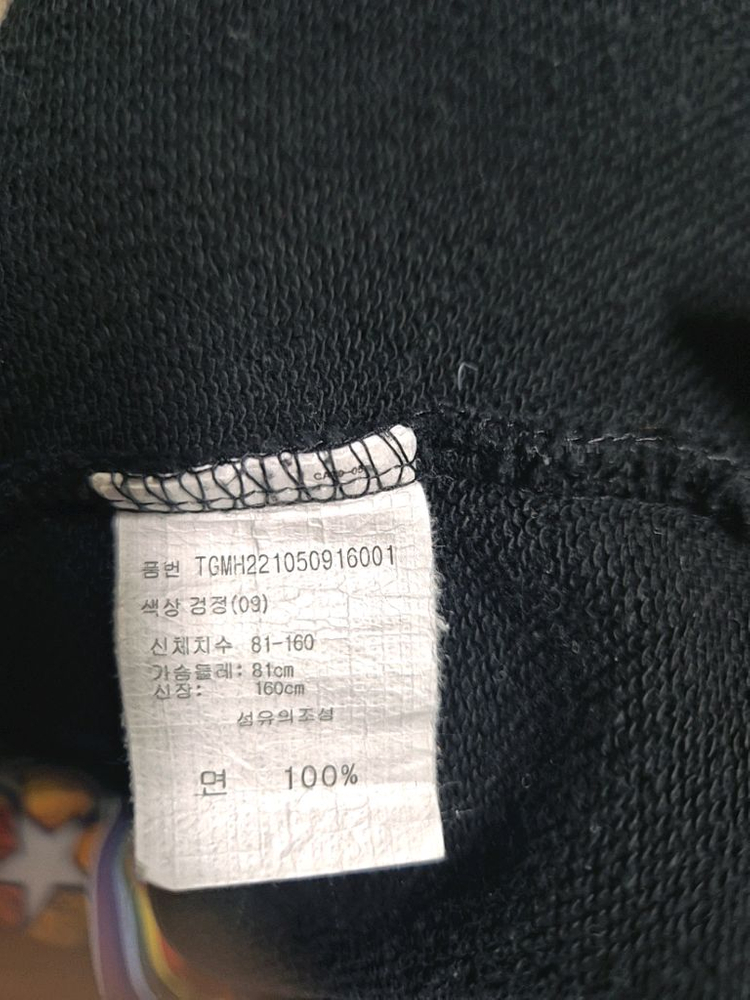 품번 TGMH221050916001
색상 검정(09)
신체치수 81-160
가슴둘레: 81cm
신장: 160cm
섬유의조성
면 100%